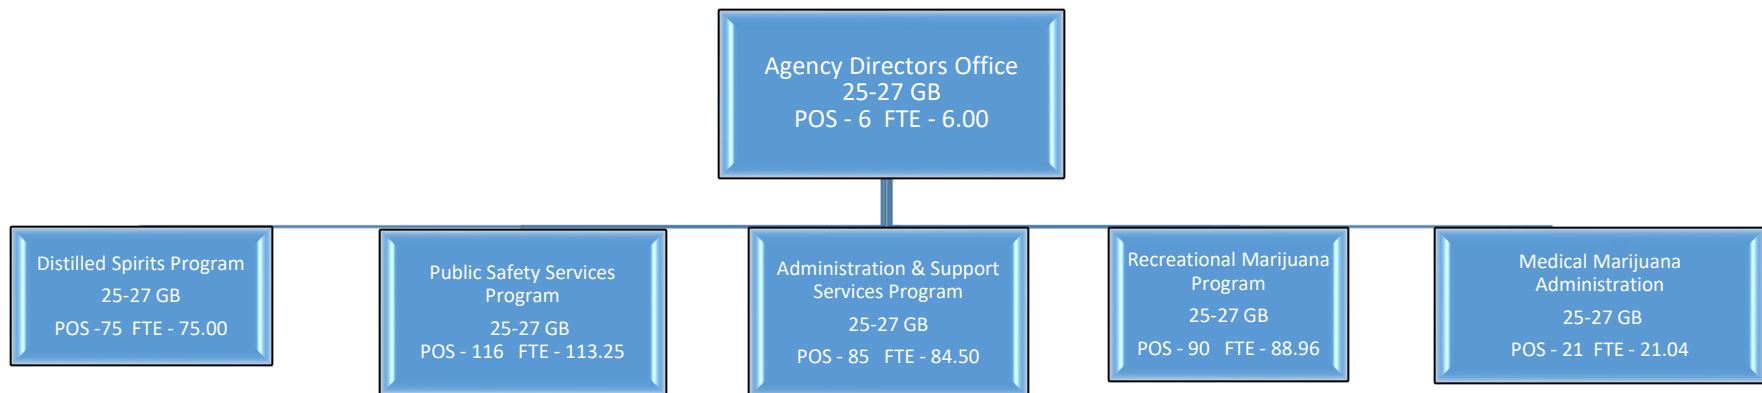 Agency Directors Office
25-27 GB
POS - 6  FTE - 6.00
Distilled Spirits Program
25-27 GB
POS -75  FTE - 75.00
Public Safety Services
Program
25-27 GB
POS - 116   FTE - 113.25
Administration & Support
Services Program
25-27 GB
POS - 85   FTE - 84.50
Recreational Marijuana
Program
25-27 GB
POS - 90   FTE - 88.96
Medical Marijuana
Administration
25-27 GB
POS - 21  FTE - 21.04